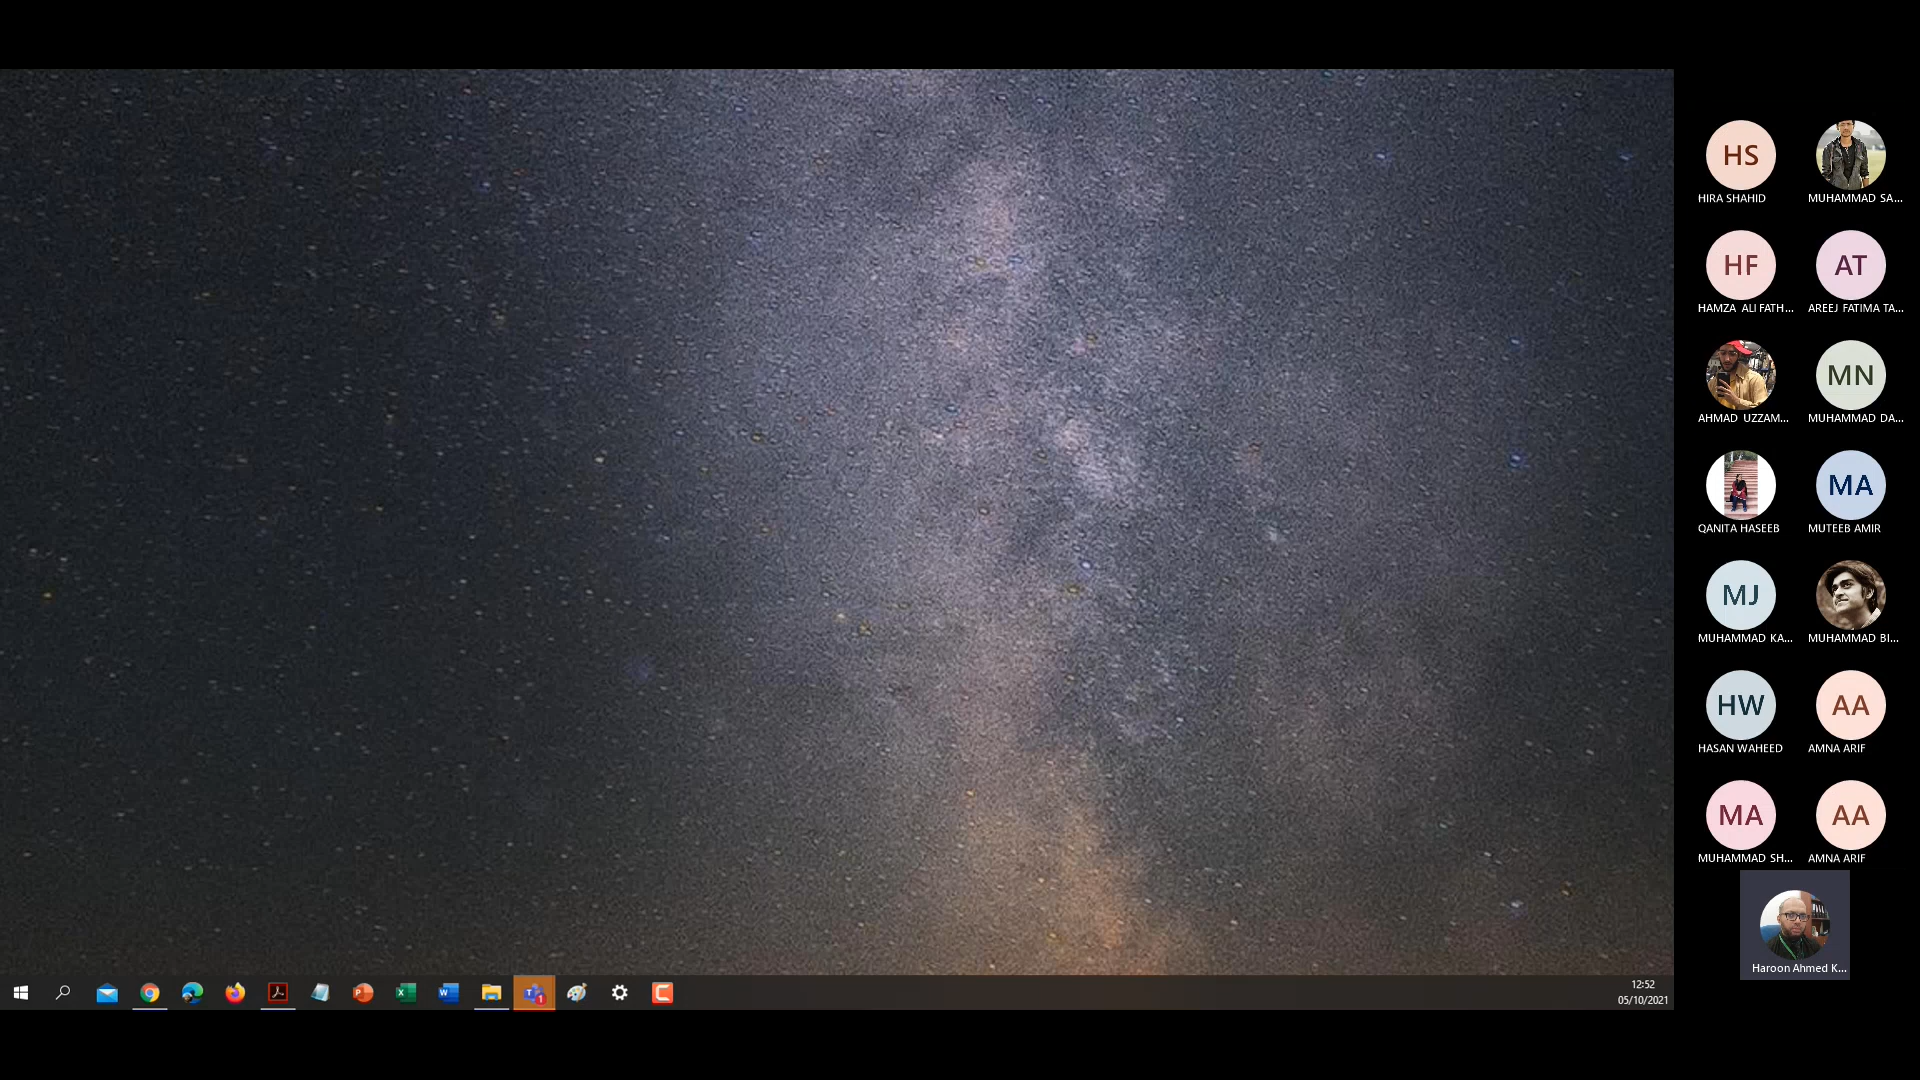 HS
HIRA SHAHID
MUHAMMAD SA...
HF
AT
HAMZA ALI FATH...
AREEJ FATIMA TA...
MN
AHMAD UZZAM...
MUHAMMAD DA...
MA
QANITA HASEEB
MUTEEB AMIR
MJ
MUHAMMAD KA...
MUHAMMAD BI...
HW
AA
HASAN WAHEED
AMNA ARIF
MA
AA
MUHAMMAD SH...
AMNA ARIF
Haroon Ahmed K...
12:52
05/10/2021